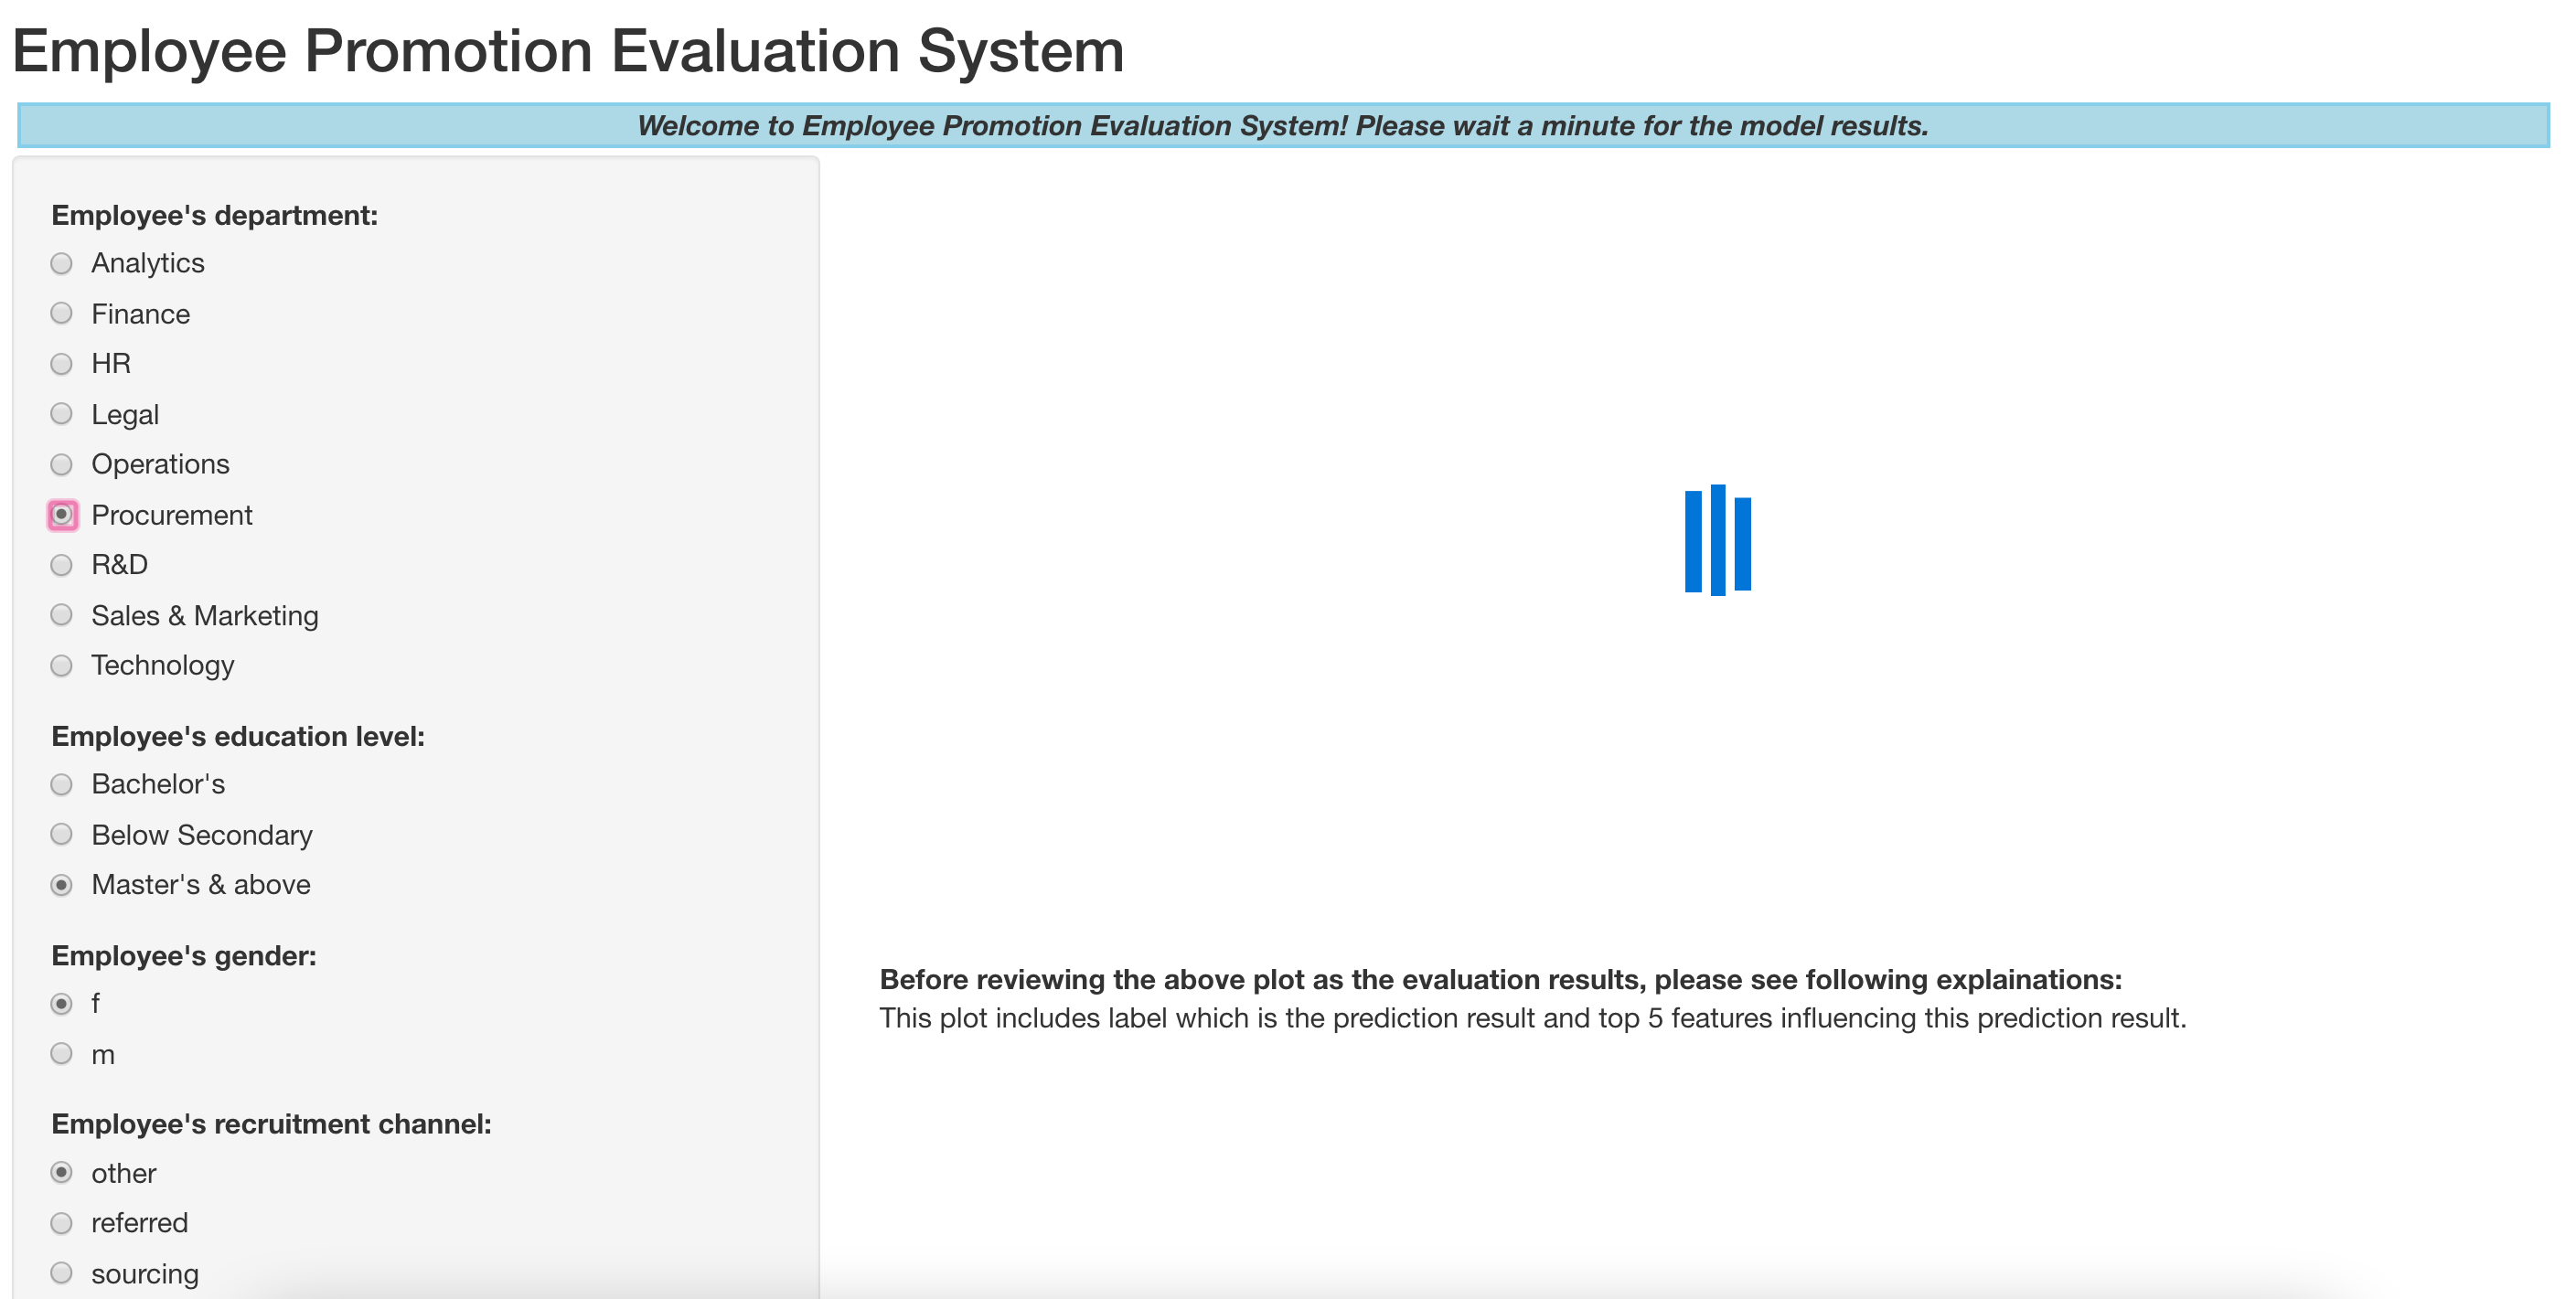 Employee Promotion Evaluation System
Welcome to Employee Promotion Evaluation System! Please wait a minute for the model results.
Employee's department:
Analytics
Finance
HR
Legal
Operations
Procurement
R&D
Sales & Marketing
Technology
Employee's education level:
Bachelor's
Below Secondary
Master's & above
Employee's gender:
f
m
Employee's recruitment channel:
other
referred
sourcing
Before reviewing the above plot as the evaluation results, please see following explainations:
This plot includes label which is the prediction result and top 5 features influencing this prediction result.